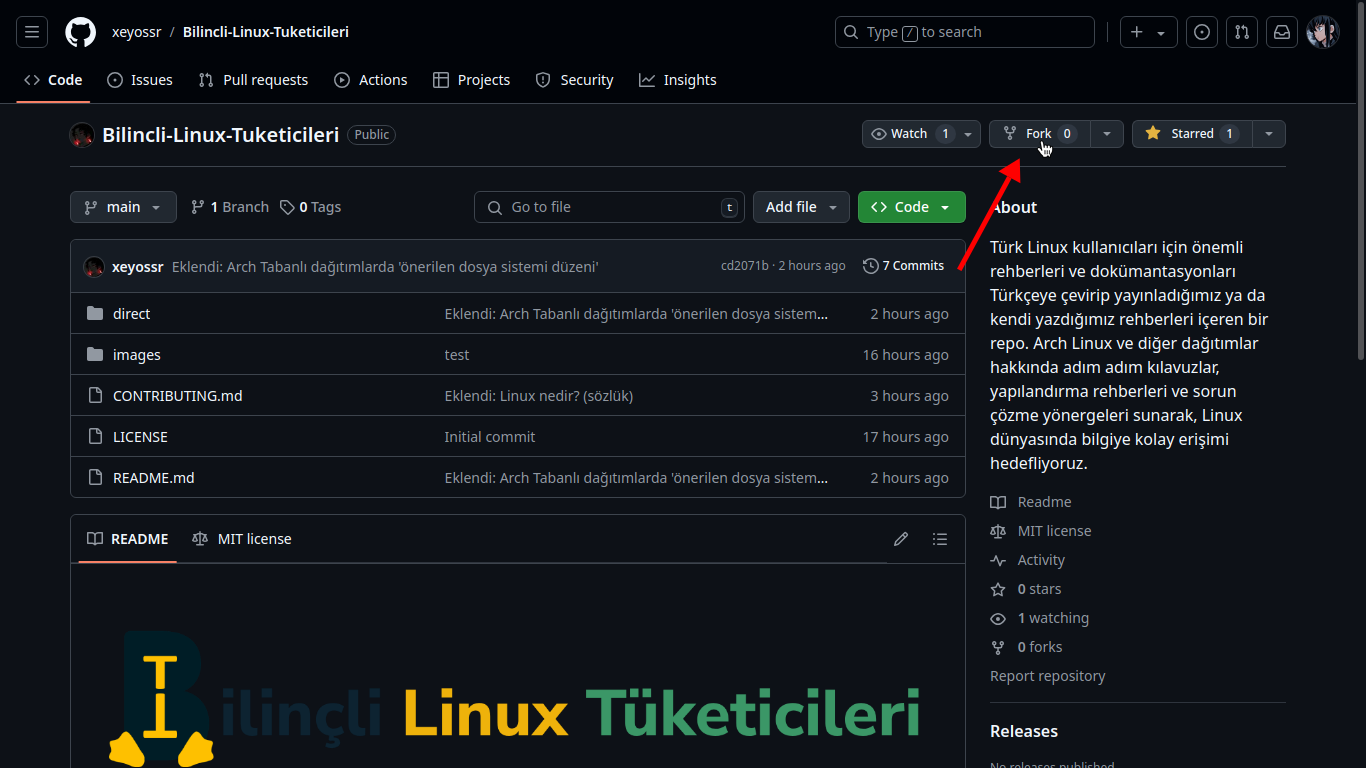 xeyossr / Bilincli-Linux-Tuketicileri
Type / to search
Code Issues Pull requests Actions Projects Security Insights
Bilincli-Linux-Tuketicileri Public
Watch 1 Fork 0 Starred 1
main 1 Branch 0 Tags Go to file t Add file Code
xeyossr Eklendi: Arch Tabanlı dağıtımlarda 'önerilen dosya sistemi düzeni' cd2071b · 2 hours ago 7 Commits
direct Eklendi: Arch Tabanlı dağıtımlarda 'önerilen dosya sistem... 2 hours ago
images test 16 hours ago
CONTRIBUTING.md Eklendi: Linux nedir? (sözlük) 3 hours ago
LICENSE Initial commit 17 hours ago
README.md Eklendi: Arch Tabanlı dağıtımlarda 'önerilen dosya sistem... 2 hours ago
README MIT license
Bilinçli Linux Tüketicileri
About
Türk Linux kullanıcıları için önemli
rehberleri ve dokümantasyonları
Türkçeye çevirip yayınladığımız ya da
kendi yazdığımız rehberleri içeren bir
repo. Arch Linux ve diğer dağıtımlar
hakkında adım adım kılavuzlar,
yapılandırma rehberleri ve sorun
çözme yönergeleri sunarak, Linux
dünyasında bilgiye kolay erişimi
hedefliyoruz.
Readme
MIT license
Activity
0 stars
1 watching
0 forks
Report repository
Releases
No releases published